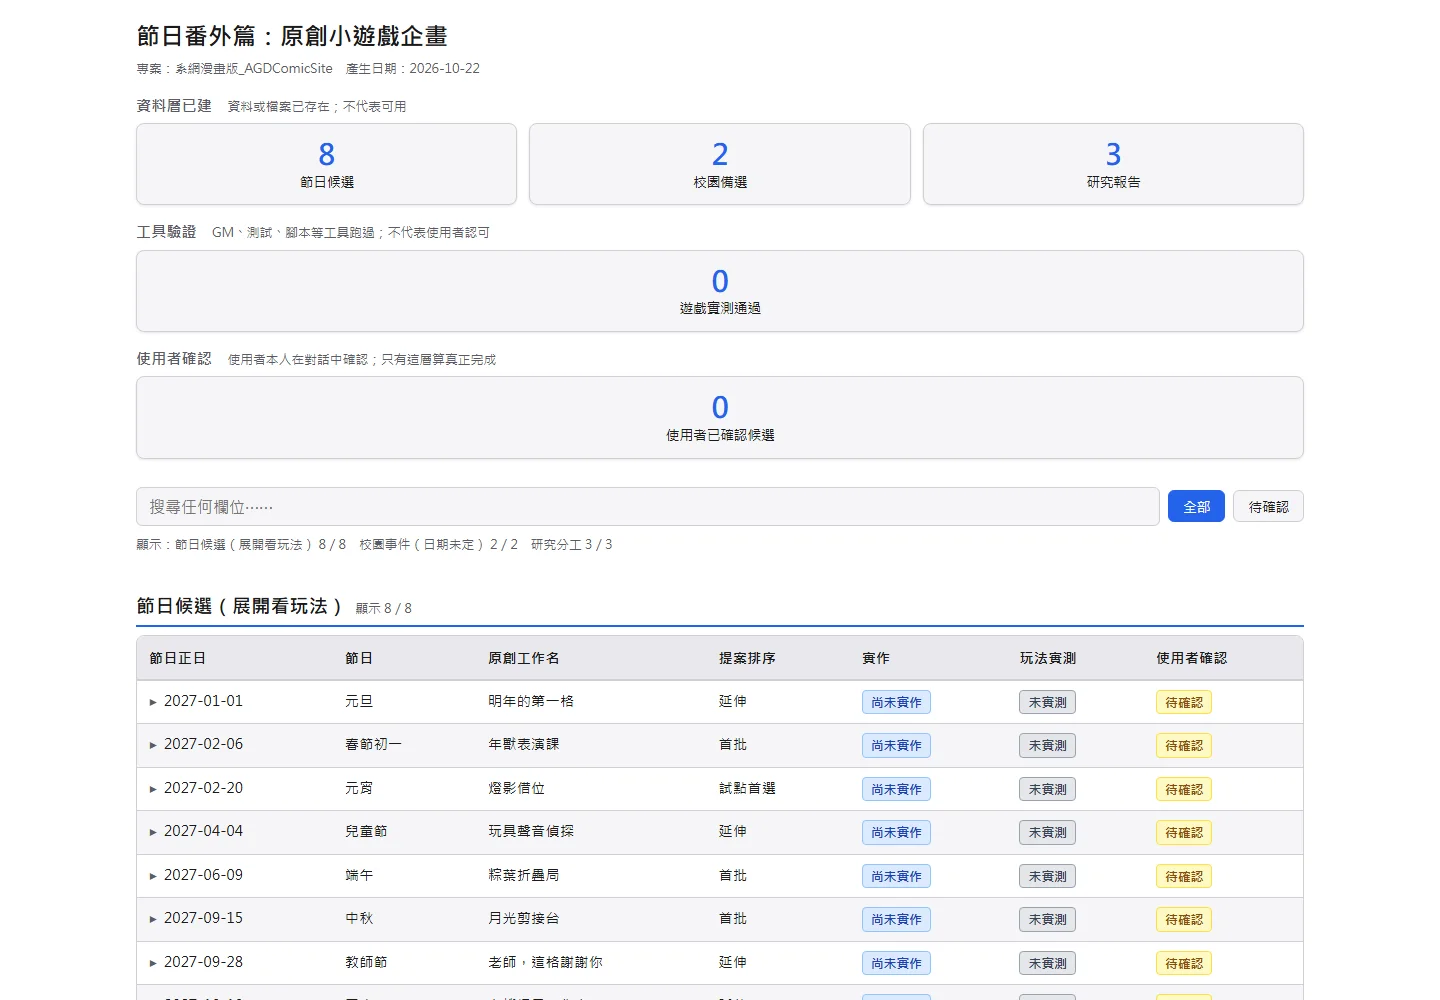 節日番外篇：原創小遊戲企畫
專案：系網漫畫版_AGDComicSite 產生日期：2026-10-22
資料層已建 資料或檔案已存在；不代表可用
8
節日候選
2
校園備選
3
研究報告
工具驗證 GM、測試、腳本等工具跑過；不代表使用者認可
0
遊戲實測通過
使用者確認 使用者本人在對話中確認；只有這層算真正完成
0
使用者已確認候選
搜尋任何欄位⋯⋯ 全部 待確認
顯示：節日候選（展開看玩法） 8 / 8 校園事件（日期未定） 2 / 2 研究分工 3 / 3
節日候選（展開看玩法） 顯示 8 / 8
節日正日 節日 原創工作名 提案排序 實作 玩法實測 使用者確認
▸ 2027-01-01 元旦 明年的第一格 延伸 尚未實作 未實測 待確認
▸ 2027-02-06 春節初一 年獸表演課 首批 尚未實作 未實測 待確認
▸ 2027-02-20 元宵 燈影借位 試點首選 尚未實作 未實測 待確認
▸ 2027-04-04 兒童節 玩具聲音偵探 延伸 尚未實作 未實測 待確認
▸ 2027-06-09 端午 粽葉折疊局 首批 尚未實作 未實測 待確認
▸ 2027-09-15 中秋 月光剪接台 首批 尚未實作 未實測 待確認
▸ 2027-09-28 教師節 老師，這格謝謝你 延伸 尚未實作 未實測 待確認